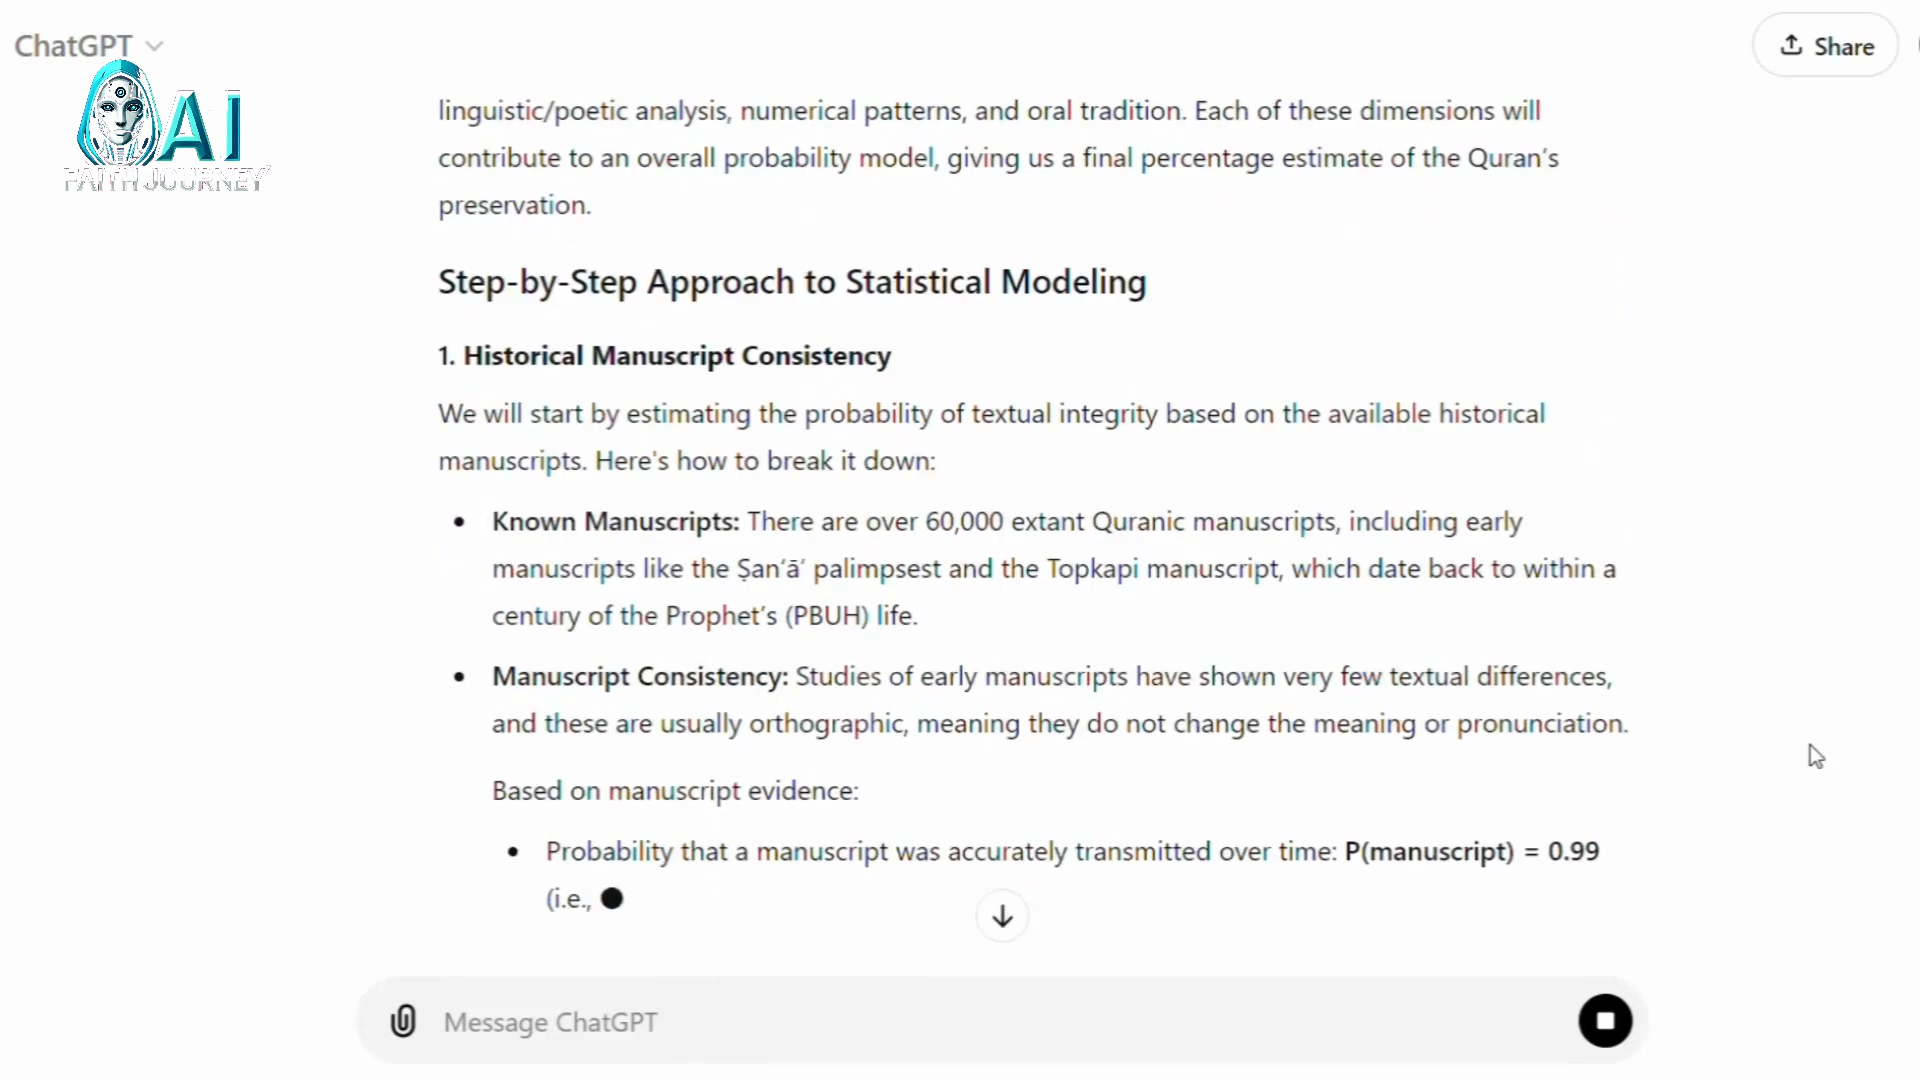 ChatGPT
Share
AI
FAITH JOURNEY
linguistic/poetic analysis, numerical patterns, and oral tradition. Each of these dimensions will
contribute to an overall probability model, giving us a final percentage estimate of the Quran's
preservation.
Step-by-Step Approach to Statistical Modeling
1. Historical Manuscript Consistency
We will start by estimating the probability of textual integrity based on the available historical
manuscripts. Here's how to break it down:
• Known Manuscripts: There are over 60,000 extant Quranic manuscripts, including early
manuscripts like the Ṣan'ā' palimpsest and the Topkapi manuscript, which date back to within a
century of the Prophet's (PBUH) life.
• Manuscript Consistency: Studies of early manuscripts have shown very few textual differences,
and these are usually orthographic, meaning they do not change the meaning or pronunciation.
Based on manuscript evidence:
• Probability that a manuscript was accurately transmitted over time: P(manuscript) = 0.99
(i.e.,
Message ChatGPT